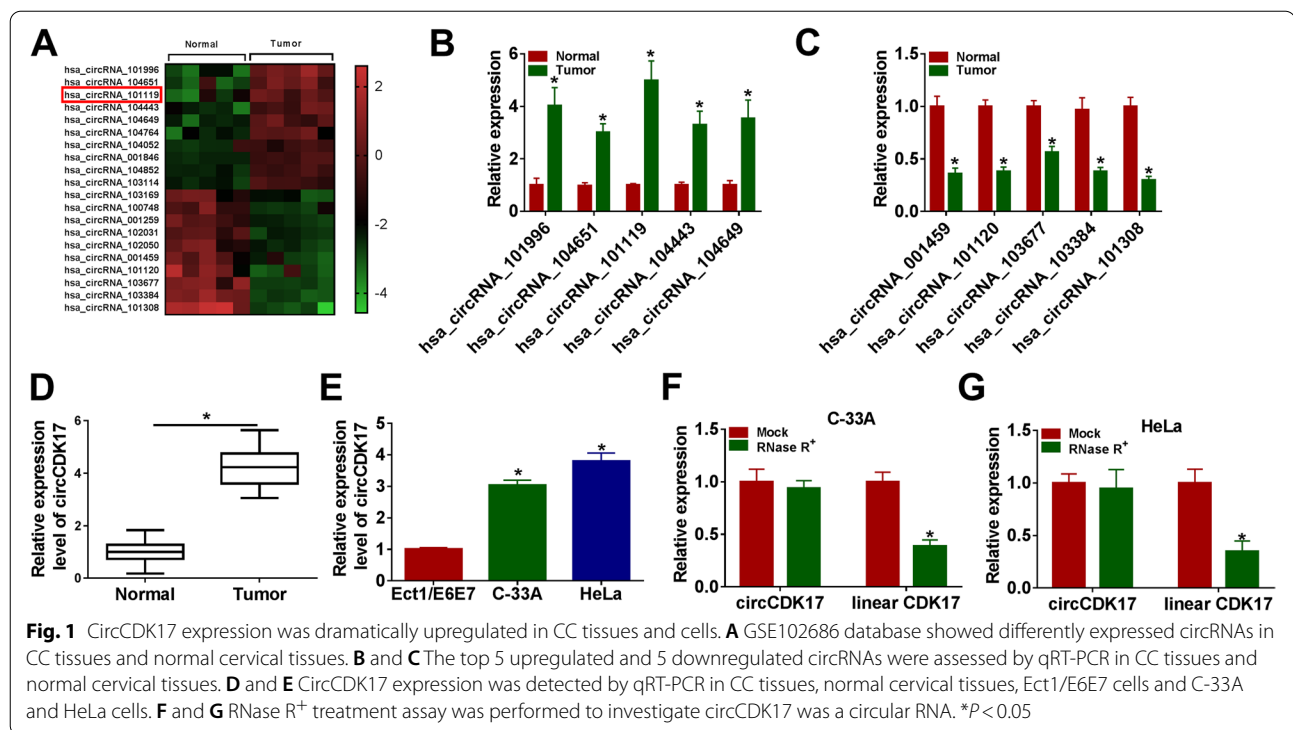 A
Normal
Tumor
hsa_circRNA_101996
hsa_circRNA_104651
hsa_circRNA_101119
hsa_circRNA_104443
hsa_circRNA_104649
hsa_circRNA_104764
hsa_circRNA_104052
hsa_circRNA_001846
hsa_circRNA_104852
hsa_circRNA_103114
hsa_circRNA_103169
hsa_circRNA_100748
hsa_circRNA_001259
hsa_circRNA_102031
hsa_circRNA_102050
hsa_circRNA_001459
hsa_circRNA_101120
hsa_circRNA_103677
hsa_circRNA_103384
hsa_circRNA_101308
2
0
-2
-4
B
Relative expression
6
4
2
0
Normal
Tumor
* * * * *
hsa_circRNA_101996
hsa_circRNA_104651
hsa_circRNA_101119
hsa_circRNA_104443
hsa_circRNA_104649
C
Relative expression
1.5
1.0
0.5
0.0
Normal
Tumor
* * * * *
hsa_circRNA_001459
hsa_circRNA_101120
hsa_circRNA_103677
hsa_circRNA_103384
hsa_circRNA_101308
D
Relative expression
level of circCDK17
6
4
2
0
*
Normal
Tumor
E
Relative expression
level of circCDK17
5
4
3
2
1
0
* *
Ect1/E6E7
C-33A
HeLa
F
C-33A
Relative expression
1.5
1.0
0.5
0.0
Mock
RNase R+
*
circCDK17
linear CDK17
G
HeLa
Relative expression
1.5
1.0
0.5
0.0
Mock
RNase R+
*
circCDK17
linear CDK17
Fig. 1 CircCDK17 expression was dramatically upregulated in CC tissues and cells. A GSE102686 database showed differently expressed circRNAs in
CC tissues and normal cervical tissues. B and C The top 5 upregulated and 5 downregulated circRNAs were assessed by qRT-PCR in CC tissues and
normal cervical tissues. D and E CircCDK17 expression was detected by qRT-PCR in CC tissues, normal cervical tissues, Ect1/E6E7 cells and C-33A
and HeLa cells. F and G RNase R+ treatment assay was performed to investigate circCDK17 was a circular RNA. *P < 0.05